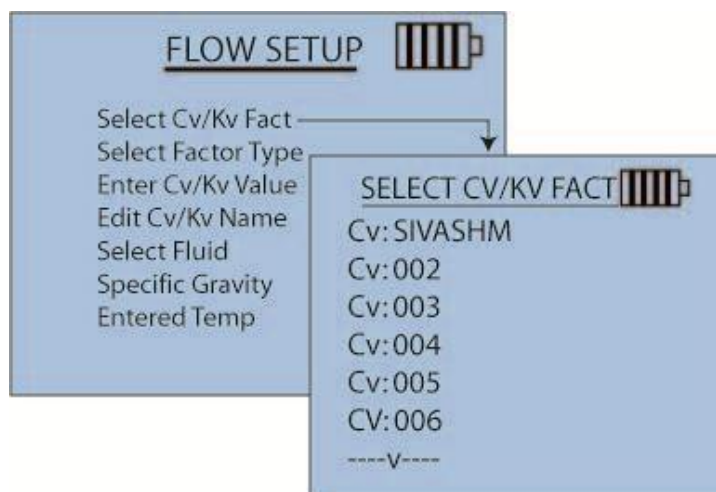 FLOW SETUP
Select Cv/Kv Fact
Select Factor Type
Enter Cv/Kv Value
Edit Cv/Kv Name
Select Fluid
Specific Gravity
Entered Temp
SELECT CV/KV FACT
Cv: SIVASHM
Cv: 002
Cv: 003
Cv: 004
Cv: 005
CV: 006
----v----